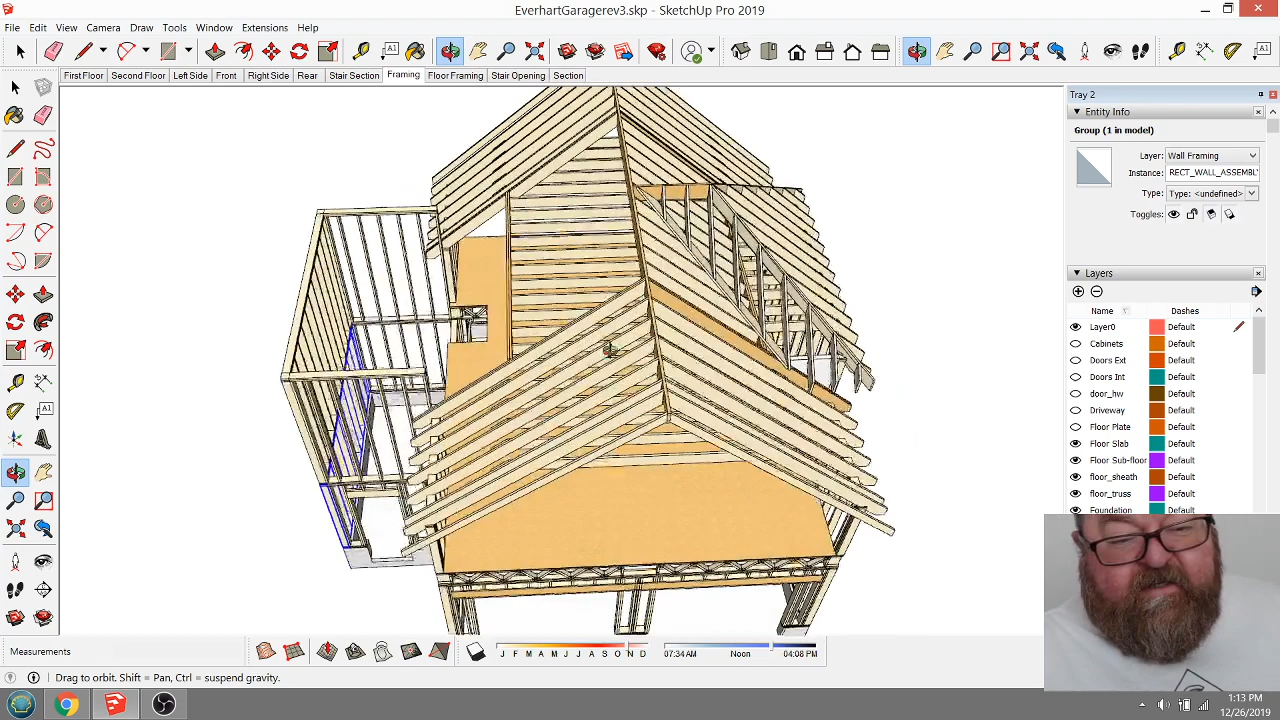 EverhartGaragerev3.skp - SketchUp Pro 2019
File Edit View Camera Draw Tools Window Extensions Help
A1
A1
First Floor Second Floor Left Side Front Right Side Rear Stair Section Framing Floor Framing Stair Opening Section
Tray 2
Entity Info
Group (1 in model)
Layer: Wall Framing
Instance: RECT_WALL_ASSEMBL
Type: Type: <undefined>
Toggles:
Layers
Name Dashes
Layer0 Default
Cabinets Default
Doors Ext Default
Doors Int Default
door_hw Default
Driveway Default
Floor Plate Default
Floor Slab Default
Floor Sub-floor Default
floor_sheath Default
floor_truss Default
Foundation Default
A1
Measurements
J F M A M J J A S O N D
07:34 AM Noon 04:08 PM
Drag to orbit. Shift = Pan, Ctrl = suspend gravity.
1:13 PM
12/26/2019